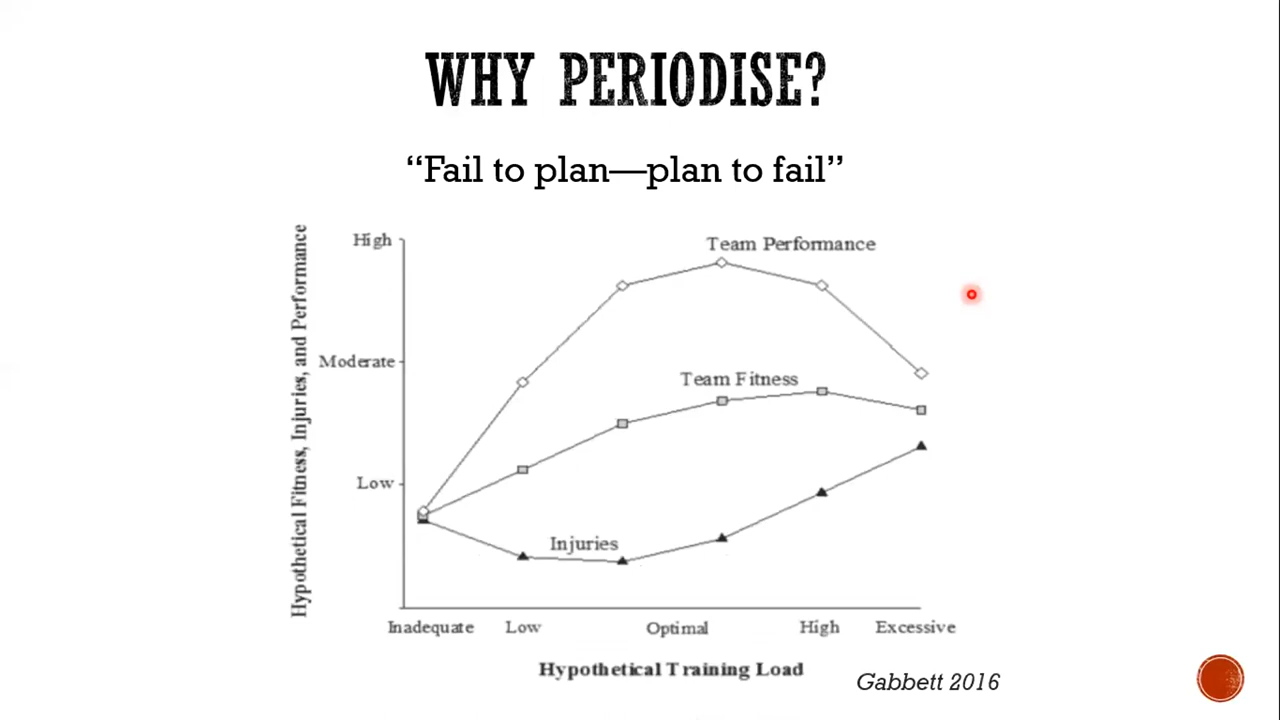 WHY PERIODISE?
“Fail to plan—plan to fail”
Hypothetical Fitness, Injuries, and Performance
High
Moderate
Low
Team Performance
Team Fitness
Injuries
Inadequate Low Optimal High Excessive
Hypothetical Training Load
Gabbett 2016